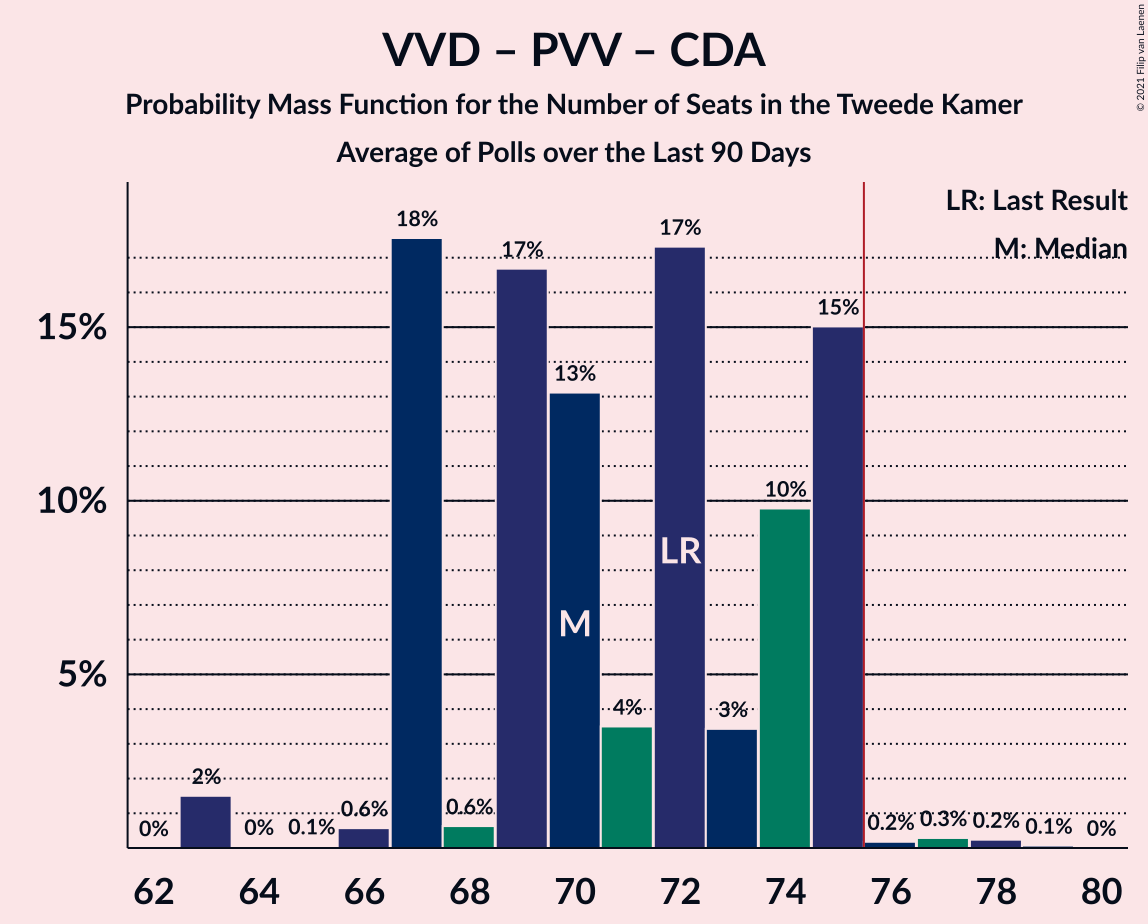 VVD – PVV – CDA
Probability Mass Function for the Number of Seats in the Tweede Kamer
Average of Polls over the Last 90 Days
© 2021 Filip van Laenen
LR: Last Result
M: Median
15%
10%
5%
0%
2%
0%
0.1%
0.6%
18%
0.6%
17%
13%
4%
17%
3%
10%
15%
0.2%
0.3%
0.2%
0.1%
0%
LR
M
62 64 66 68 70 72 74 76 78 80